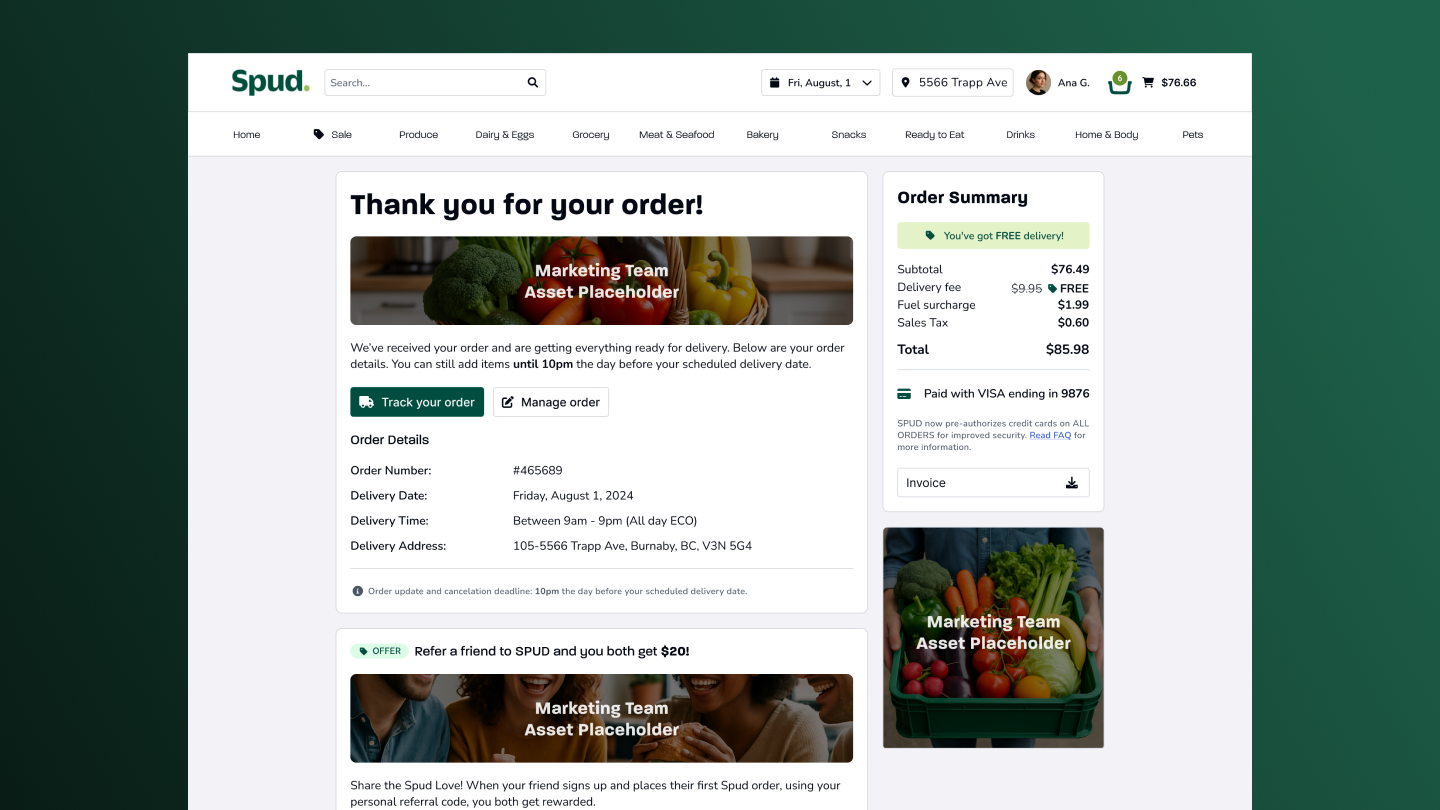 Spud.
Search...
Fri, August, 1
5566 Trapp Ave
Ana G.
6
$76.66
Home
Sale
Produce
Dairy & Eggs
Grocery
Meat & Seafood
Bakery
Snacks
Ready to Eat
Drinks
Home & Body
Pets
Thank you for your order!
Marketing Team
Asset Placeholder
We've received your order and are getting everything ready for delivery. Below are your order
details. You can still add items until 10pm the day before your scheduled delivery date.
Track your order
Manage order
Order Details
Order Number: #465689
Delivery Date: Friday, August 1, 2024
Delivery Time: Between 9am - 9pm (All day ECO)
Delivery Address: 105-5566 Trapp Ave, Burnaby, BC, V3N 5G4
Order update and cancelation deadline: 10pm the day before your scheduled delivery date.
OFFER Refer a friend to SPUD and you both get $20!
Marketing Team
Asset Placeholder
Share the Spud Love! When your friend signs up and places their first Spud order, using your
personal referral code, you both get rewarded.
Order Summary
You've got FREE delivery!
Subtotal $76.49
Delivery fee $9.95 FREE
Fuel surcharge $1.99
Sales Tax $0.60
Total $85.98
Paid with VISA ending in 9876
SPUD now pre-authorizes credit cards on ALL
ORDERS for improved security. Read FAQ for
more information.
Invoice
Marketing Team
Asset Placeholder